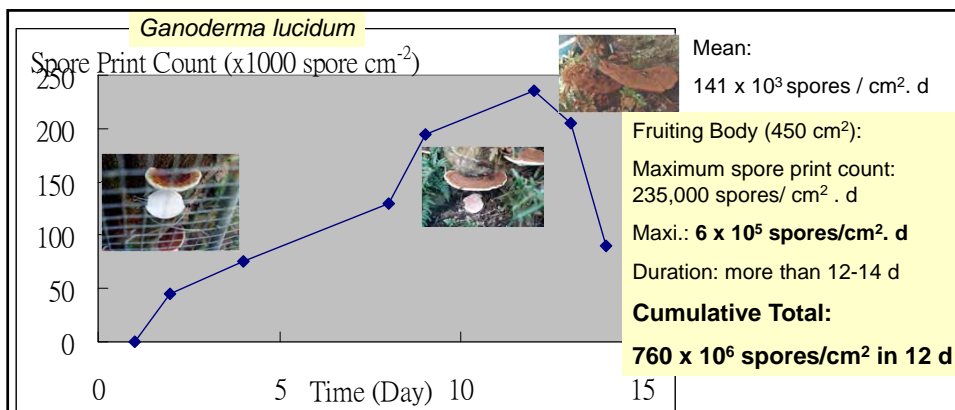 Ganoderma lucidum
Spore Print Count (x1000 spore cm⁻²)
250
200
150
100
50
0
0 5 10 15
Time (Day)
Mean:
141 x 10³ spores / cm². d
Fruiting Body (450 cm²):
Maximum spore print count:
235,000 spores/ cm² . d
Maxi.: 6 x 10⁵ spores/cm². d
Duration: more than 12-14 d
Cumulative Total:
760 x 10⁶ spores/cm² in 12 d